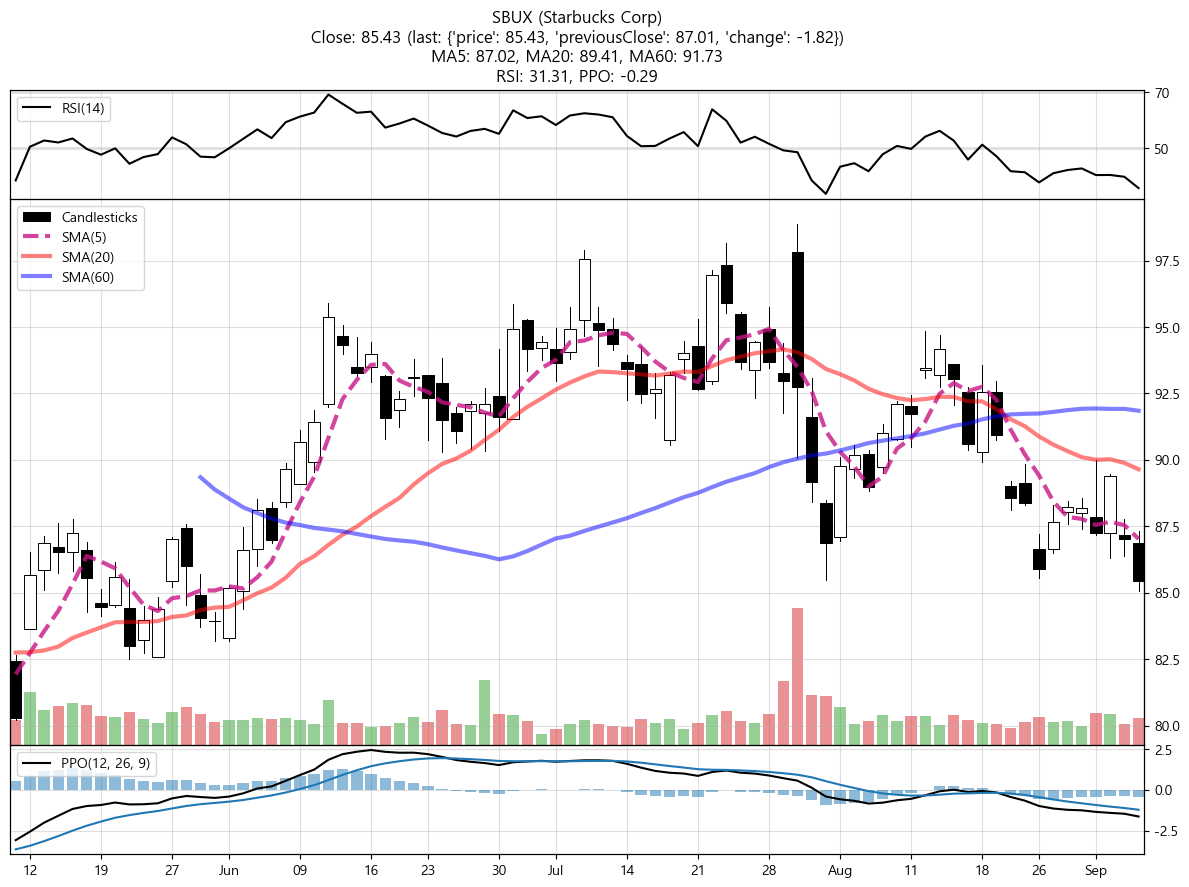 SBUX (Starbucks Corp)
Close: 85.43 (last: {'price': 85.43, 'previousClose': 87.01, 'change': -1.82})
MA5: 87.02, MA20: 89.41, MA60: 91.73
RSI: 31.31, PPO: -0.29
RSI(14)
70
50
Candlesticks
SMA(5)
SMA(20)
SMA(60)
97.5
95.0
92.5
90.0
87.5
85.0
82.5
80.0
PPO(12, 26, 9)
2.5
0.0
−2.5
12 19 27 Jun 09 16 23 Jul 14 21 28 Aug 11 18 26 Sep